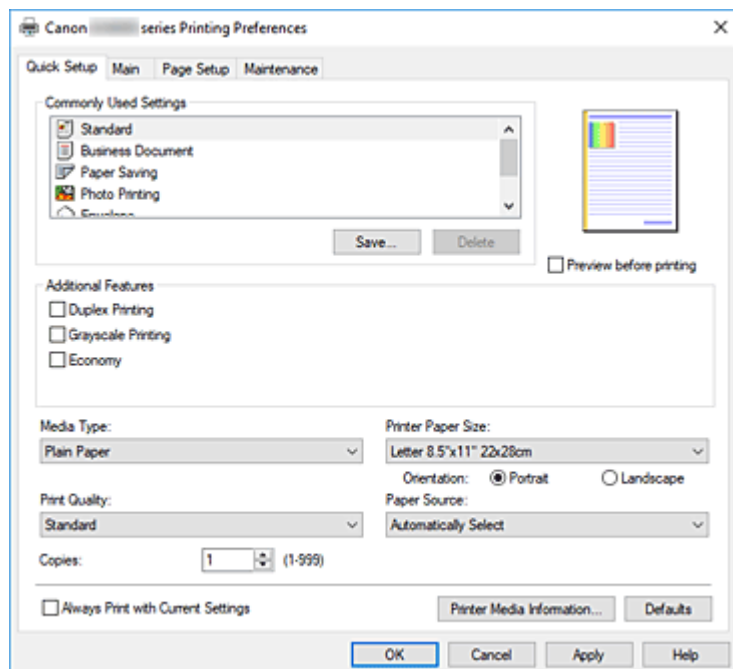 Canon series Printing Preferences
Quick Setup Main Page Setup Maintenance
Commonly Used Settings
Standard
Business Document
Paper Saving
Photo Printing
Envelope
Save... Delete
Preview before printing
Additional Features
Duplex Printing
Grayscale Printing
Economy
Media Type: Printer Paper Size:
Plain Paper Letter 8.5"x11" 22x28cm
Orientation: Portrait Landscape
Print Quality: Paper Source:
Standard Automatically Select
Copies: 1 (1-999)
Always Print with Current Settings Printer Media Information... Defaults
OK Cancel Apply Help